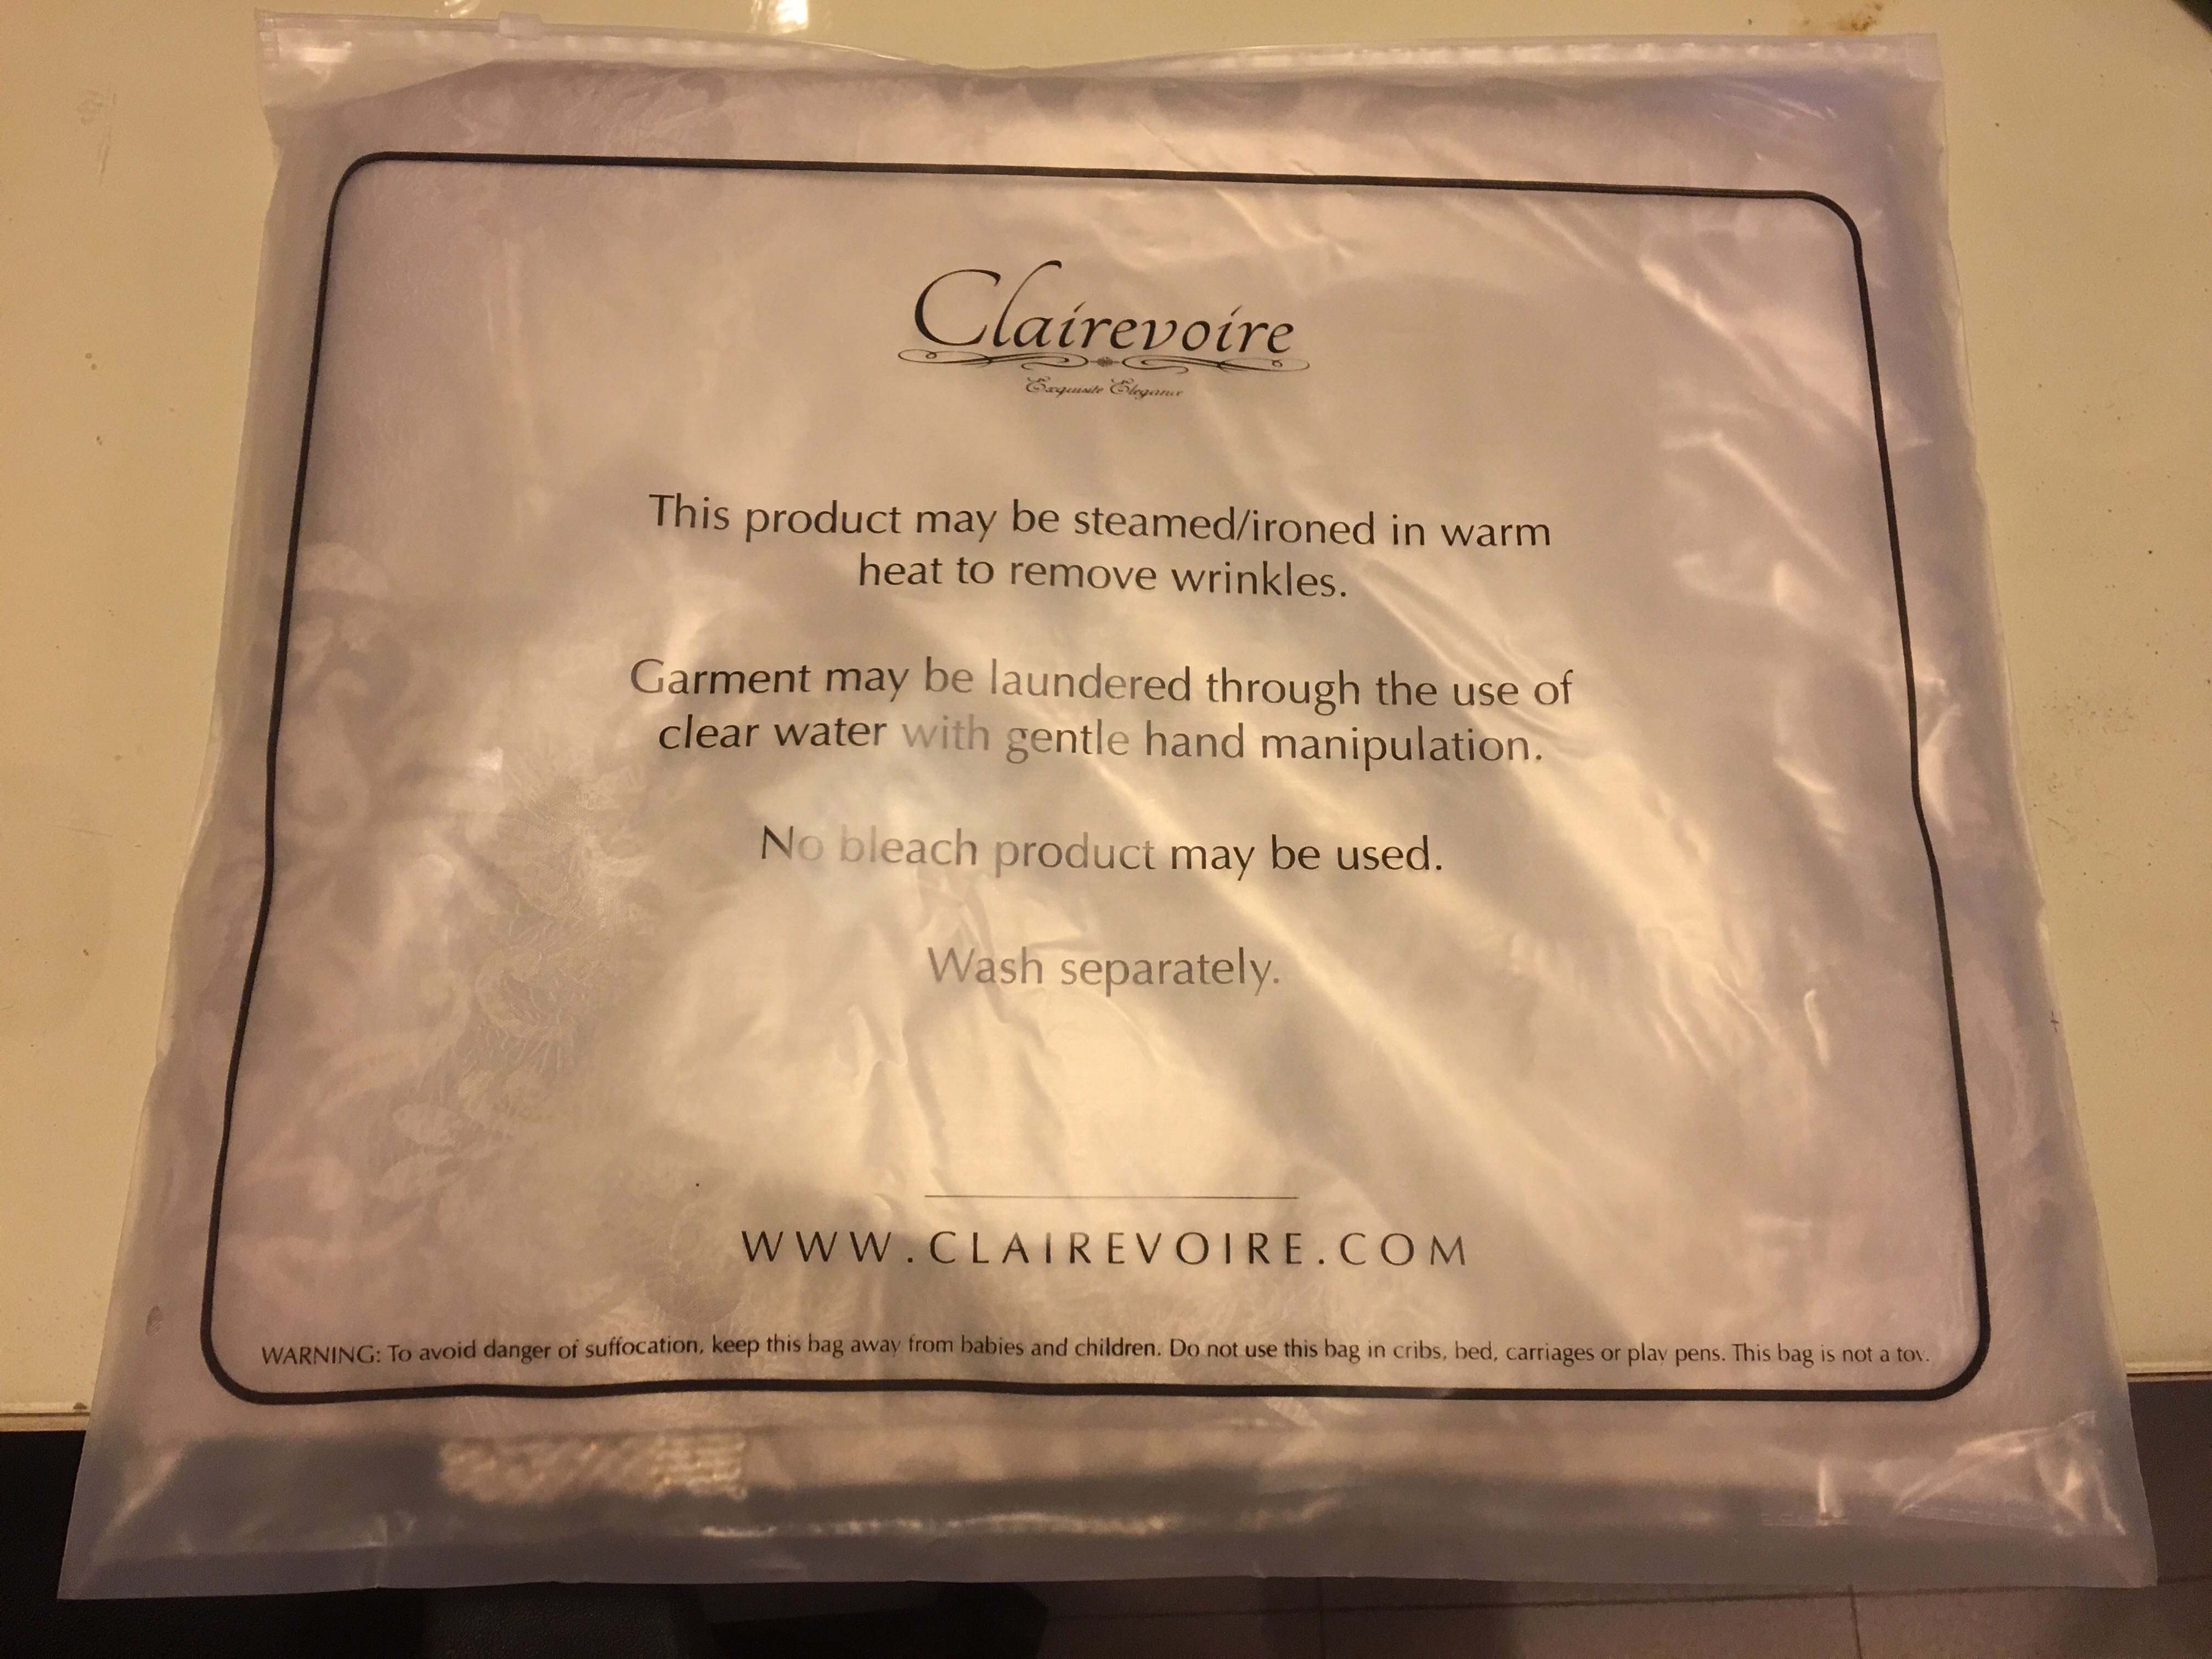 Clairevoire
Exquisite Elegance
This product may be steamed/ironed in warm
heat to remove wrinkles.
Garment may be laundered through the use of
clear water with gentle hand manipulation.
No bleach product may be used.
Wash separately.
WWW.CLAIREVOIRE.COM
WARNING: To avoid danger of suffocation, keep this bag away from babies and children. Do not use this bag in cribs, bed, carriages or play pens. This bag is not a toy.